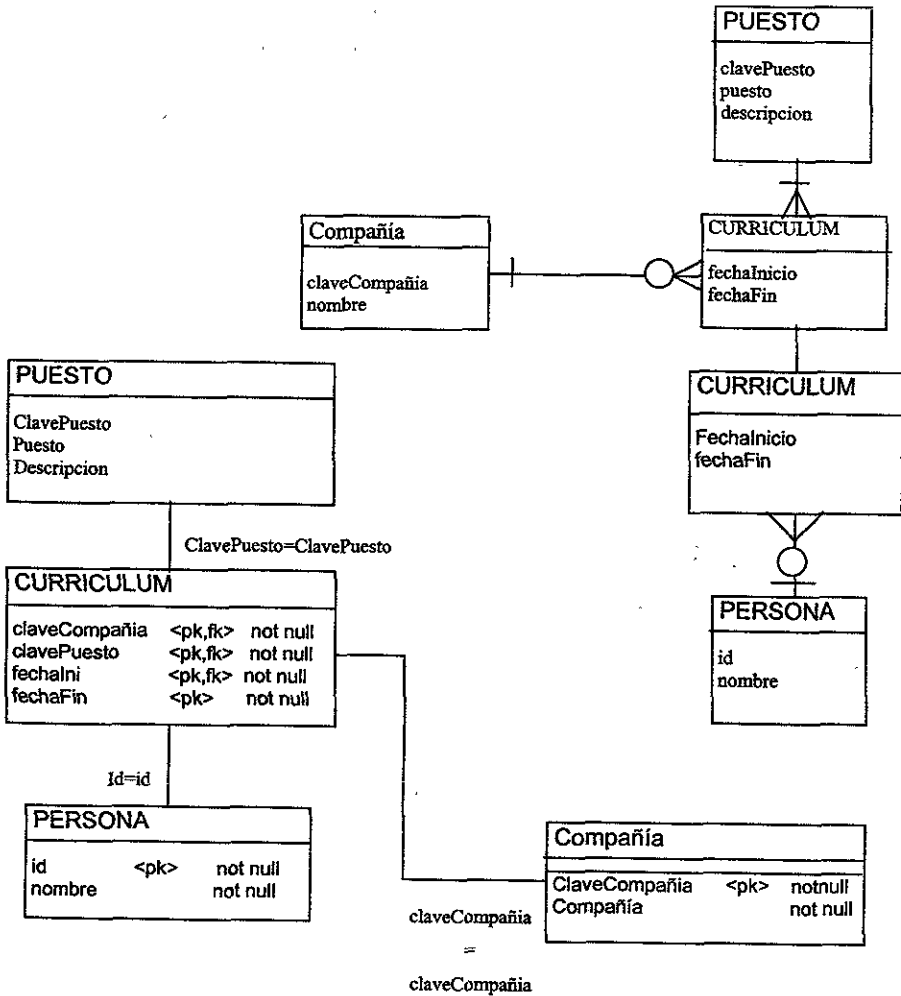 PUESTO
clavePuesto
puesto
descripcion
Compañía
claveCompañia
nombre
CURRICULUM
fechaInicio
fechaFin
CURRICULUM
FechaInicio
fechaFin
PERSONA
id
nombre
PUESTO
ClavePuesto
Puesto
Descripcion
ClavePuesto=ClavePuesto
CURRICULUM
claveCompañia <pk,fk> not null
clavePuesto <pk,fk> not null
fechaIni <pk,fk> not null
fechaFin <pk> not null
Id=id
PERSONA
id <pk> not null
nombre not null
Compañía
ClaveCompañia <pk> notnull
Compañía not null
claveCompañia
=
claveCompañia